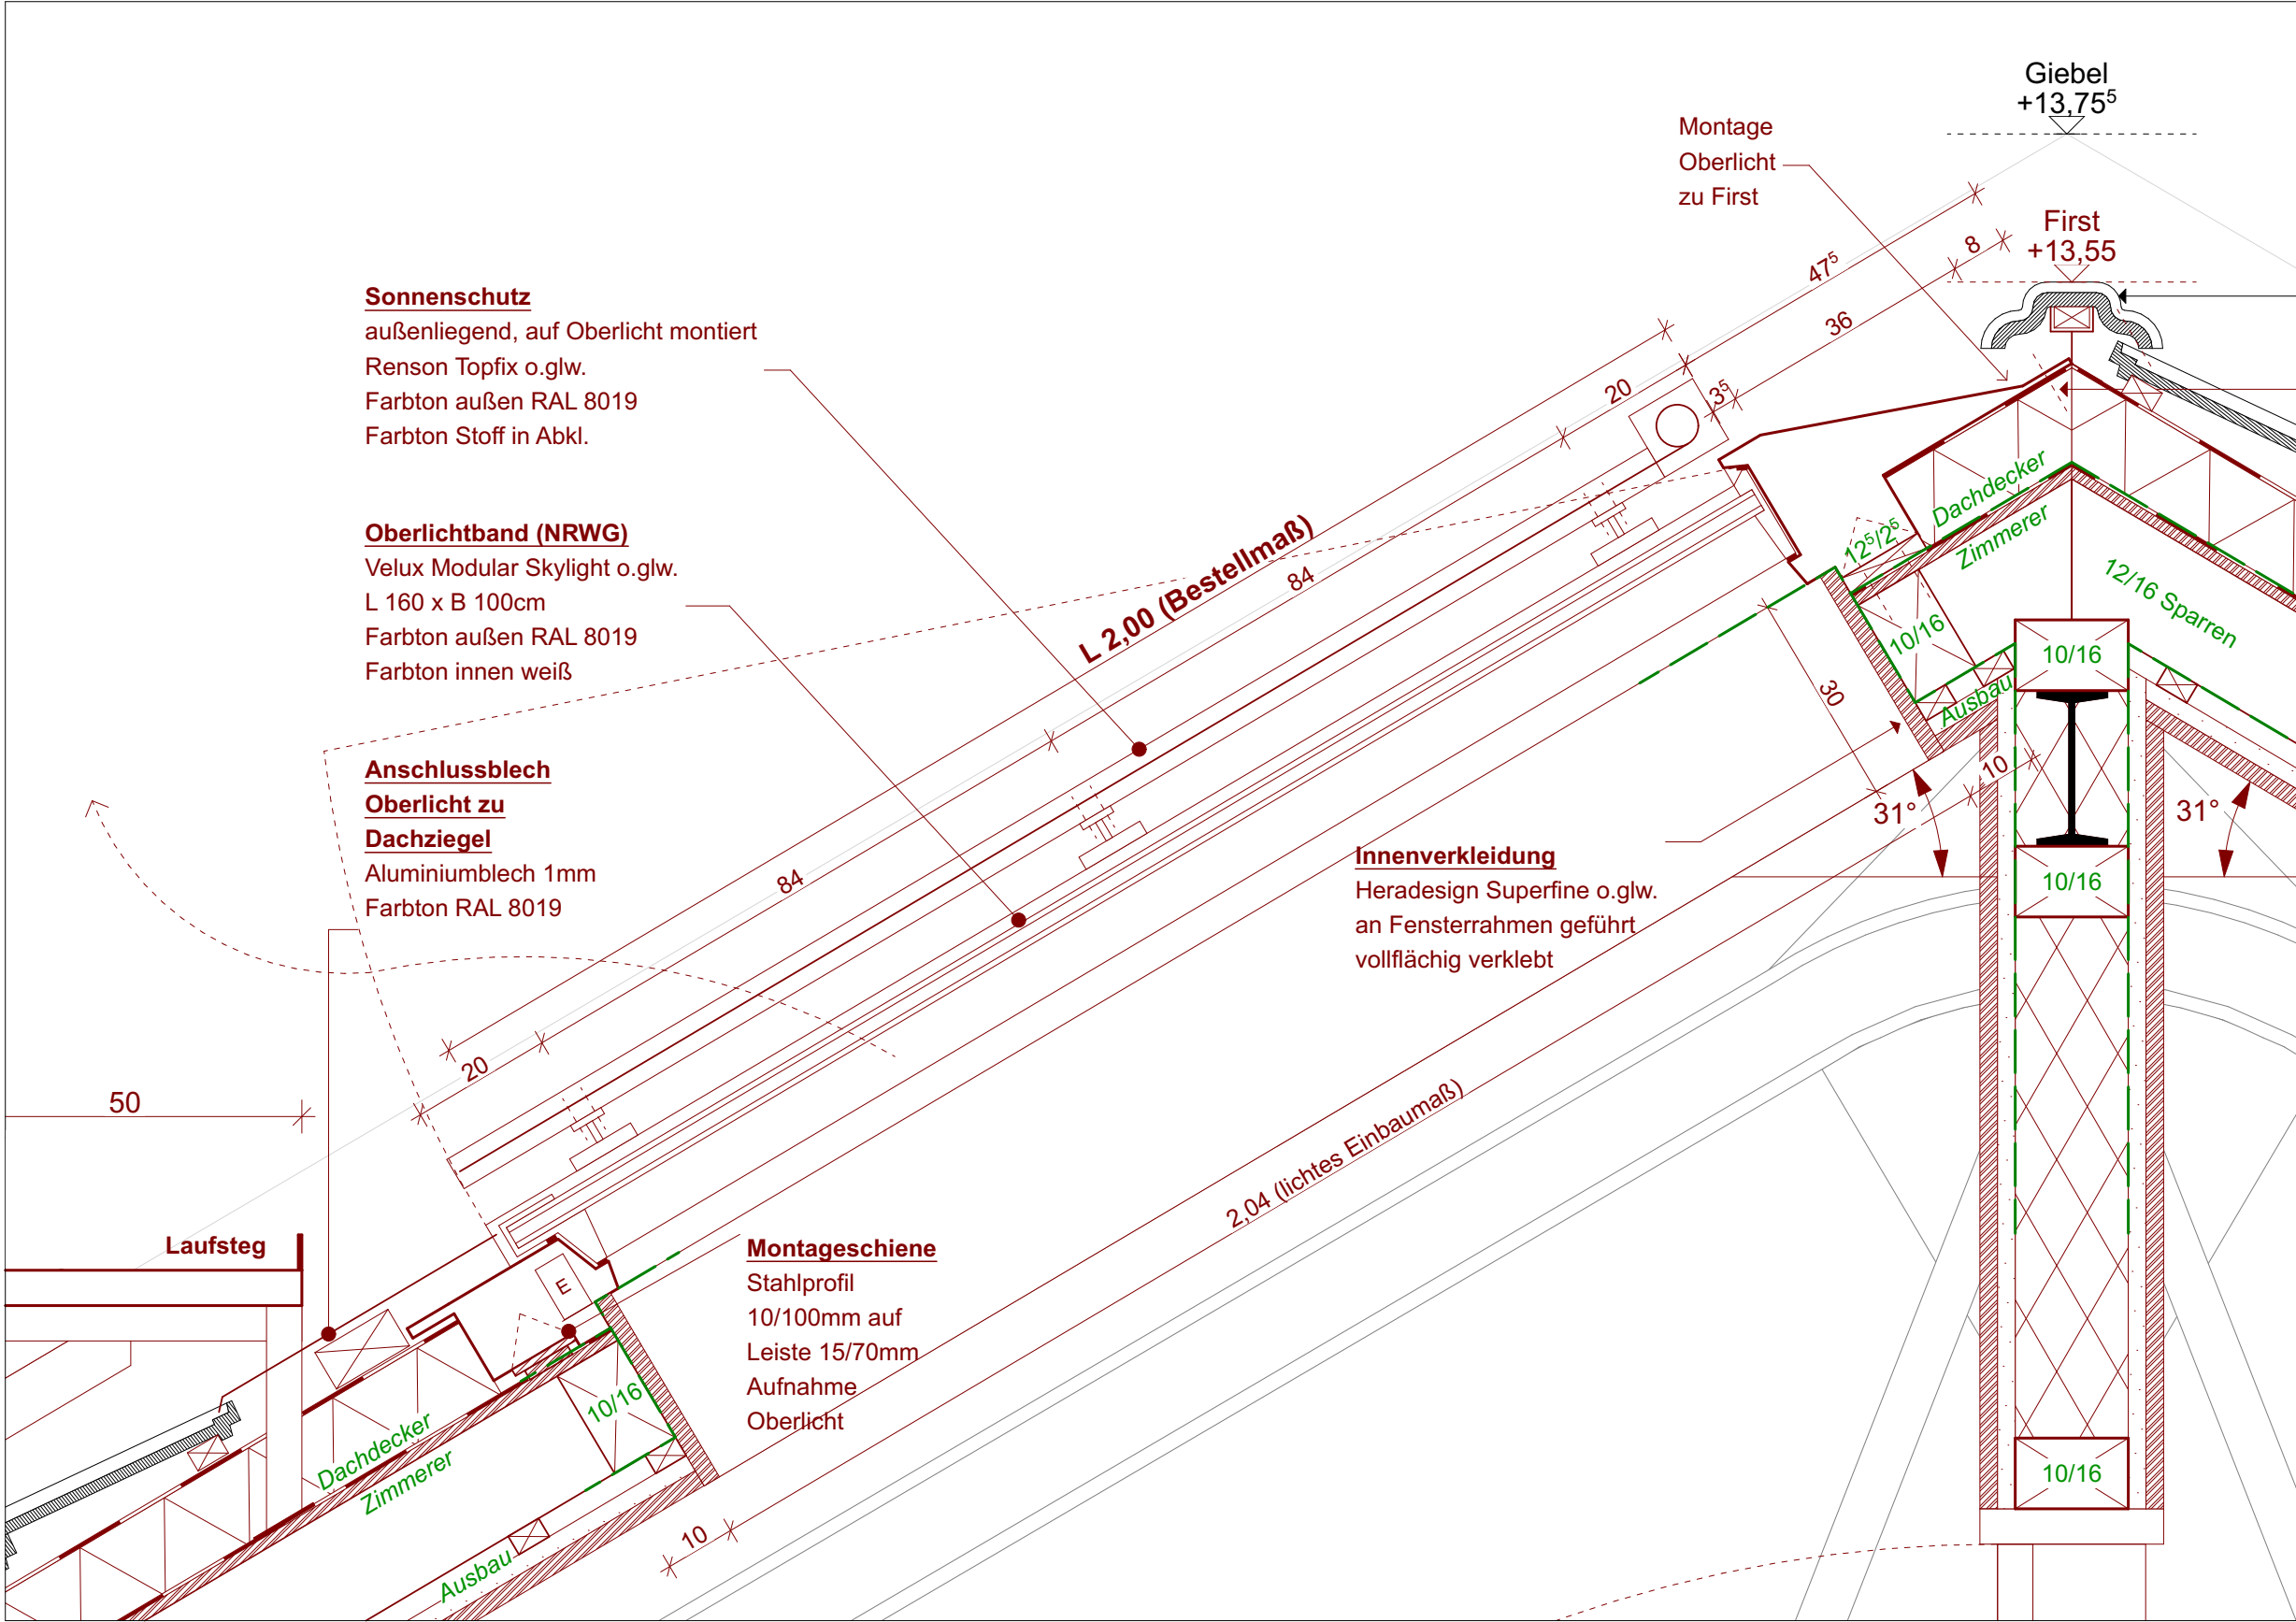 Giebel
+13,75⁵
Montage
Oberlicht
zu First
First
+13,55
8
47⁵
36
20
3⁵
Sonnenschutz
außenliegend, auf Oberlicht montiert
Renson Topfix o.glw.
Farbton außen RAL 8019
Farbton Stoff in Abkl.
Oberlichtband (NRWG)
Velux Modular Skylight o.glw.
L 160 x B 100cm
Farbton außen RAL 8019
Farbton innen weiß
L 2,00 (Bestellmaß)
84
Dachdecker
Zimmerer
12⁵/2⁵
12/16 Sparren
10/16
10/16
Ausbau
30
10
31°
31°
Anschlussblech
Oberlicht zu
Dachziegel
Aluminiumblech 1mm
Farbton RAL 8019
84
Innenverkleidung
Heradesign Superfine o.glw.
an Fensterrahmen geführt
vollflächig verklebt
10/16
20
50
2,04 (lichtes Einbaumaß)
Laufsteg
E
Montageschiene
Stahlprofil
10/100mm auf
Leiste 15/70mm
Aufnahme
Oberlicht
10/16
Dachdecker
Zimmerer
10/16
10
Ausbau